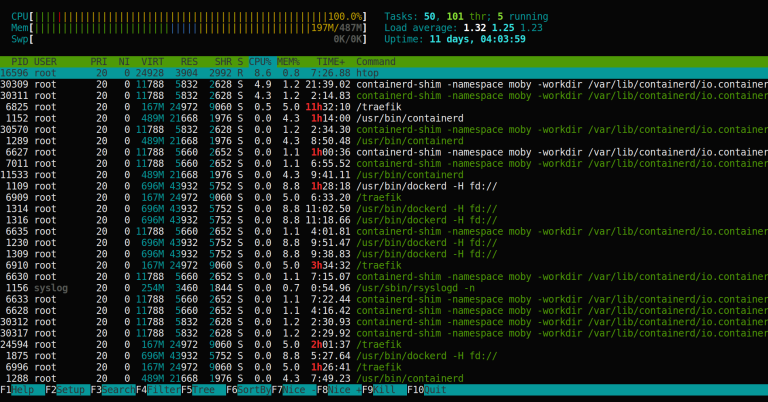 CPU[||||||||||||||||||||||||||||||||||||||||||||||||||||||100.0%] Tasks: 50, 101 thr; 5 running
Mem[|||||||||||||||||||||||||||||||||||||||||||||||||||197M/487M] Load average: 1.32 1.25 1.23
Swp[ 0K/0K] Uptime: 11 days, 04:03:59
PID USER PRI NI VIRT RES SHR S CPU% MEM% TIME+ Command
16596 root 20 0 24928 3904 2992 R 8.6 0.8 7:26.88 htop
30309 root 20 0 11788 5832 2628 S 4.9 1.2 21:39.02 containerd-shim -namespace moby -workdir /var/lib/containerd/io.container
30311 root 20 0 11788 5832 2628 S 4.3 1.2 2:14.83 containerd-shim -namespace moby -workdir /var/lib/containerd/io.container
6825 root 20 0 167M 24972 9060 S 0.5 5.0 11h32:10 /traefik
1152 root 20 0 489M 21668 1976 S 0.0 4.3 1h14:00 /usr/bin/containerd
30570 root 20 0 11788 5832 2628 S 0.0 1.2 2:34.30 containerd-shim -namespace moby -workdir /var/lib/containerd/io.container
1289 root 20 0 489M 21668 1976 S 0.0 4.3 8:50.48 /usr/bin/containerd
6627 root 20 0 11788 5660 2652 S 0.0 1.1 1h00:36 containerd-shim -namespace moby -workdir /var/lib/containerd/io.container
7011 root 20 0 11788 5660 2652 S 0.0 1.1 6:55.52 containerd-shim -namespace moby -workdir /var/lib/containerd/io.container
11533 root 20 0 489M 21668 1976 S 0.0 4.3 9:41.11 /usr/bin/containerd
1109 root 20 0 696M 43932 5752 S 0.0 8.8 1h28:18 /usr/bin/dockerd -H fd://
6909 root 20 0 167M 24972 9060 S 0.0 5.0 6:33.20 /traefik
1314 root 20 0 696M 43932 5752 S 0.0 8.8 11:02.50 /usr/bin/dockerd -H fd://
1316 root 20 0 696M 43932 5752 S 0.0 8.8 11:18.66 /usr/bin/dockerd -H fd://
6635 root 20 0 11788 5660 2652 S 0.0 1.1 4:01.81 containerd-shim -namespace moby -workdir /var/lib/containerd/io.container
1230 root 20 0 696M 43932 5752 S 0.0 8.8 9:51.47 /usr/bin/dockerd -H fd://
1309 root 20 0 696M 43932 5752 S 0.0 8.8 9:38.83 /usr/bin/dockerd -H fd://
6910 root 20 0 167M 24972 9060 S 0.0 5.0 3h34:32 /traefik
6630 root 20 0 11788 5660 2652 S 0.0 1.1 7:15.07 containerd-shim -namespace moby -workdir /var/lib/containerd/io.container
1156 syslog 20 0 254M 3460 1844 S 0.0 0.7 0:54.96 /usr/sbin/rsyslogd -n
6633 root 20 0 11788 5660 2652 S 0.0 1.1 7:22.44 containerd-shim -namespace moby -workdir /var/lib/containerd/io.container
6628 root 20 0 11788 5660 2652 S 0.0 1.1 4:16.42 containerd-shim -namespace moby -workdir /var/lib/containerd/io.container
30312 root 20 0 11788 5832 2628 S 0.0 1.2 2:30.93 containerd-shim -namespace moby -workdir /var/lib/containerd/io.container
30317 root 20 0 11788 5832 2628 S 0.0 1.2 2:29.92 containerd-shim -namespace moby -workdir /var/lib/containerd/io.container
24594 root 20 0 167M 24972 9060 S 0.0 5.0 2h01:37 /traefik
1875 root 20 0 696M 43932 5752 S 0.0 8.8 5:27.64 /usr/bin/dockerd -H fd://
6996 root 20 0 167M 24972 9060 S 0.0 5.0 1h26:41 /traefik
1288 root 20 0 489M 21668 1976 S 0.0 4.3 7:49.23 /usr/bin/containerd
F1Help F2Setup F3SearchF4FilterF5Tree F6SortByF7Nice -F8Nice +F9Kill F10Quit